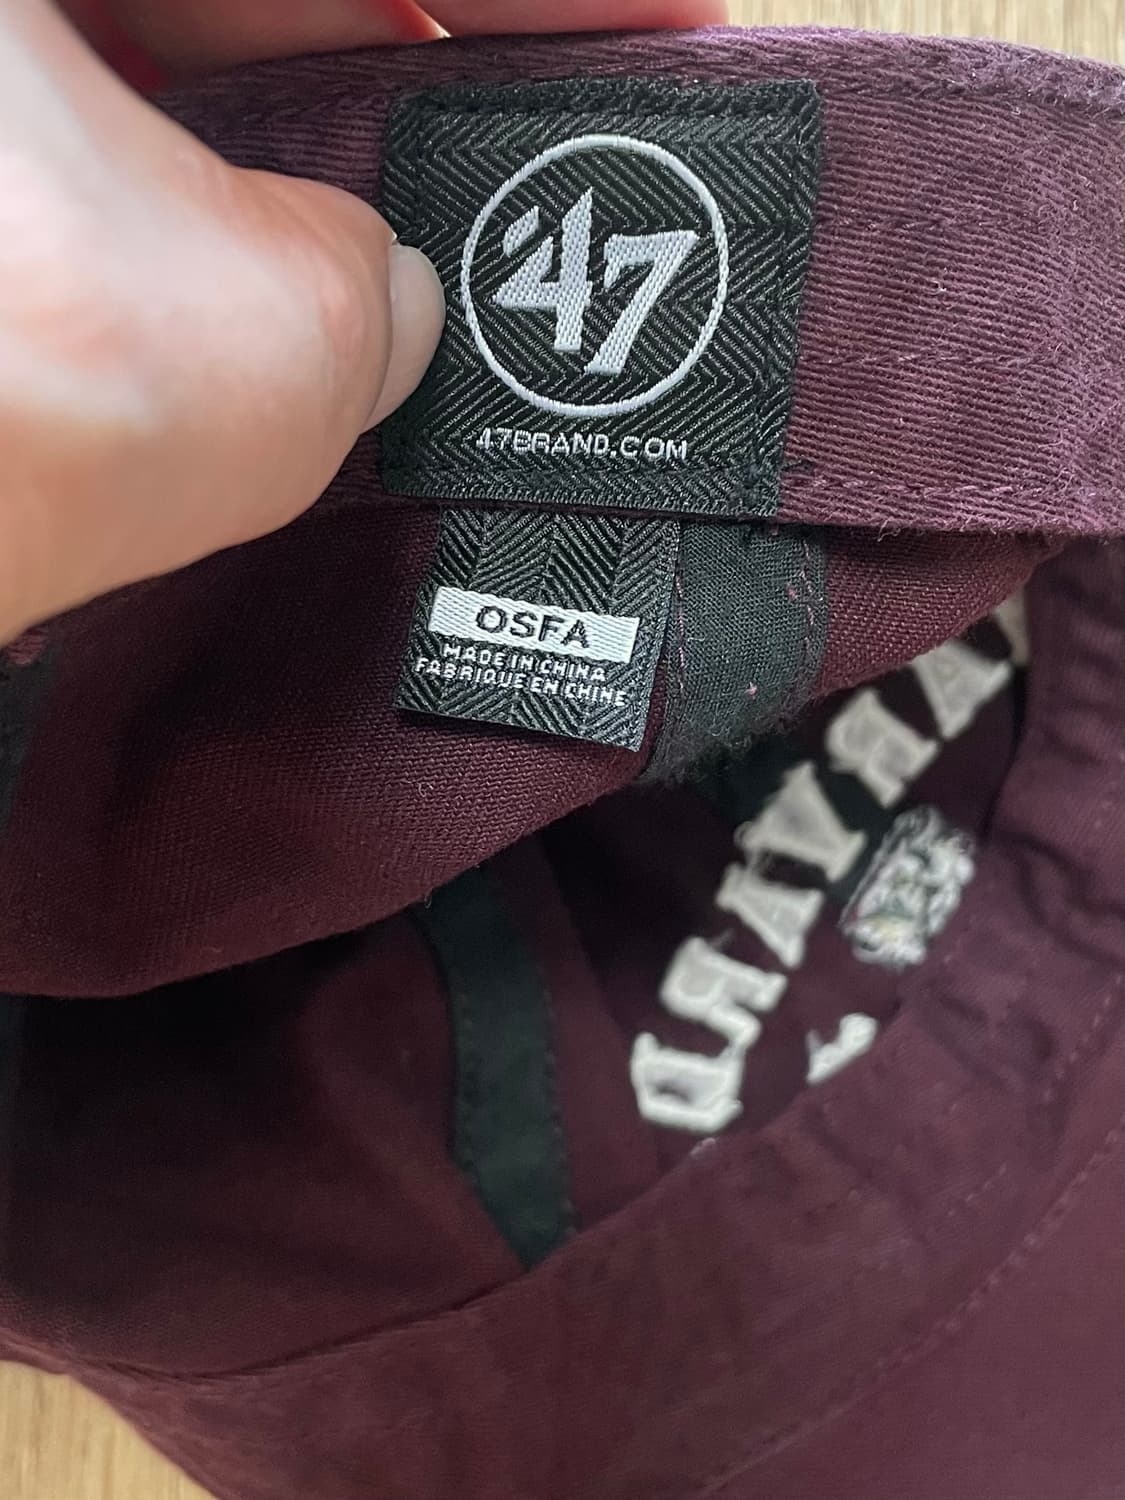 47
47BRAND.COM
OSFA
MADE IN CHINA
FABRIQUE EN CHINE